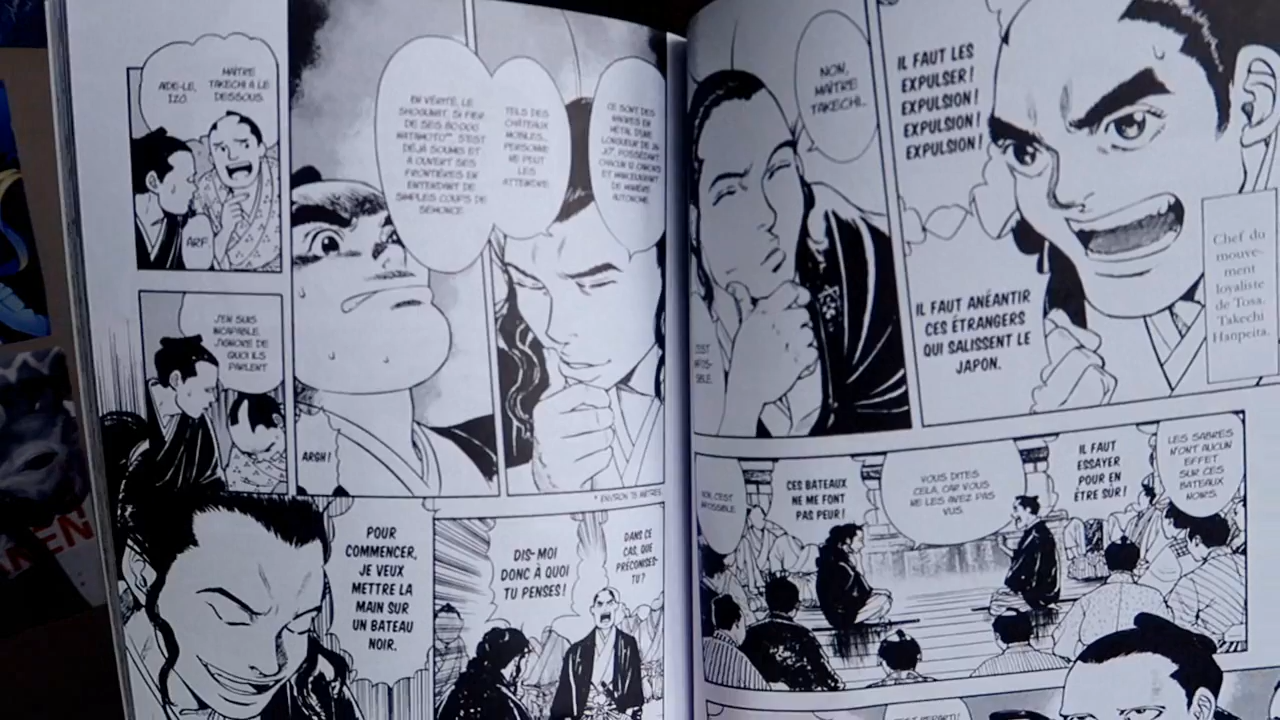 IL FAUT LES
EXPULSER !
EXPULSION !
EXPULSION !
EXPULSION !
Chef du
mouve-
ment
loyaliste
de Tosa.
Takechi
Hanpeita.
IL FAUT ANÉANTIR
CES ÉTRANGERS
QUI SALISSENT LE
JAPON.
NON,
MAÎTRE
TAKECHI...
LES SABRES
N'ONT AUCUN
EFFET
SUR CES
BATEAUX
NOIRS.
IL FAUT
ESSAYER
POUR EN
ÊTRE SÛR !
VOUS DITES
CELA, CAR VOUS
NE LES AVEZ PAS
VUS.
CES BATEAUX
NE ME FONT
PAS PEUR !
NON, C'EST
CE SONT DES
NAVIRES EN
MÉTAL D'UNE
LONGUEUR DE
POSSÉDANT
CHACUN 12 CANONS
ET MANŒUVRANT
DE MANIÈRE
AUTONOME.
TELS DES
CHÂTEAUX
MOBILES...
PERSONNE
NE PEUT
LES
ATTEINDRE.
EN VÉRITÉ, LE
SHOGUNAT, SI FIER
DE SES 80 000
HATAMOTO
S'EST
DÉJÀ SOUMIS ET
A OUVERT SES
FRONTIÈRES EN
ENTENDANT DE
SIMPLES COUPS DE
SEMONCE.
ARGH !
* ENVIRON 75 MÈTRES.
MAÎTRE
TAKECHI A LE
DESSOUS.
AIDE-LE,
IZÔ.
ARF.
J'EN SUIS
INCAPABLE.
J'IGNORE DE
QUOI ILS
PARLENT.
DANS CE
CAS, QUE
PRÉCONISES-
TU ?
DIS-MOI
DONC À QUOI
TU PENSES !
POUR
COMMENCER,
JE VEUX
METTRE LA
MAIN SUR
UN BATEAU
NOIR.